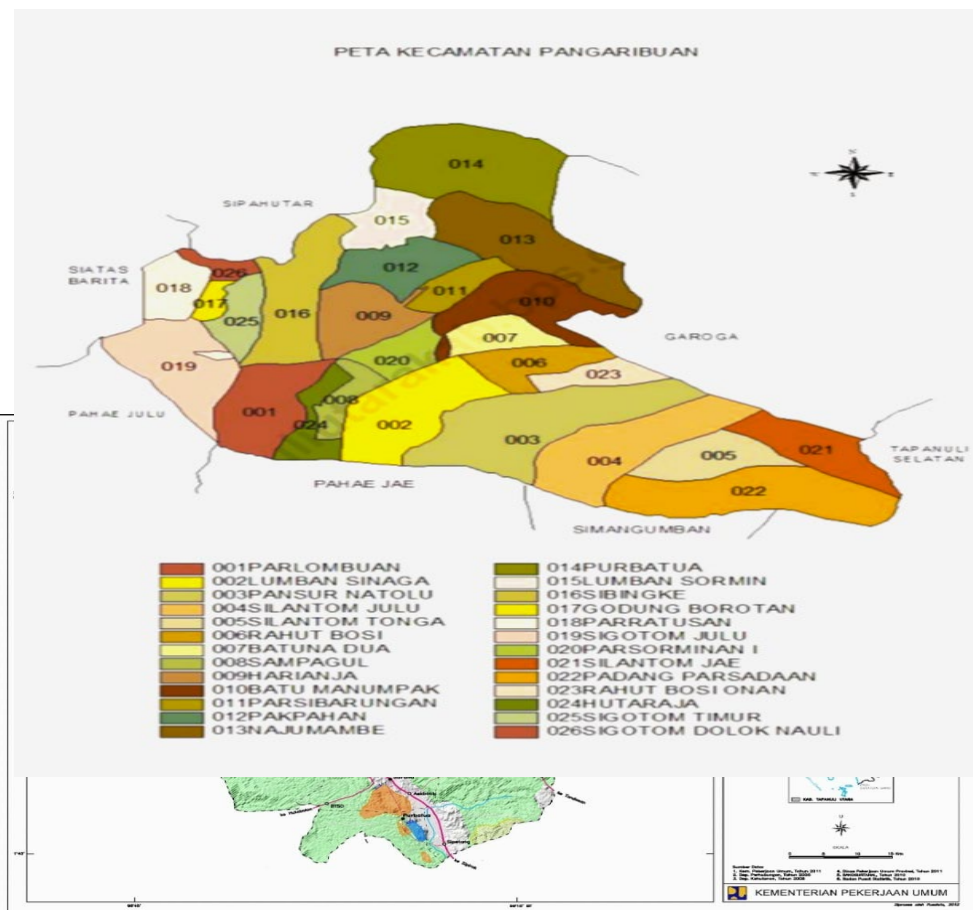 PETA KECAMATAN PANGARIBUAN
014
SIPAHUTAR
015
013
SIATAS
BARITA
026
012
018
017
011
010
025
016
009
007
GAROGA
019
020
006
023
008
PAHAE JULU
001
024
002
003
004
005
021
TAPANULI
SELATAN
PAHAE JAE
022
SIMANGUMBAN
001PARLOMBUAN
002LUMBAN SINAGA
003PANSUR NATOLU
004SILANTOM JULU
005SILANTOM TONGA
006RAHUT BOSI
007BATUNA DUA
008SAMPAGUL
009HARIANJA
010BATU MANUMPAK
011PARSIBARUNGAN
012PAKPAHAN
013NAJUMAMBE
014PURBATUA
015LUMBAN SORMIN
016SIBINGKE
017GODUNG BOROTAN
018PARRATUSAN
019SIGOTOM JULU
020PARSORMINAN I
021SILANTOM JAE
022PADANG PARSADAAN
023RAHUT BOSI ONAN
024HUTARAJA
025SIGOTOM TIMUR
026SIGOTOM DOLOK NAULI
KAB. TAPANULI UTARA
Purbatua
KEMENTERIAN PEKERJAAN UMUM